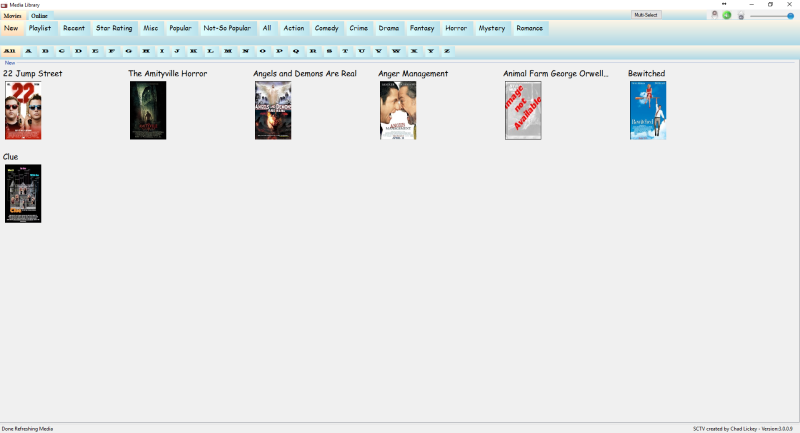 Media Library
Movies Online
Multi-Select
New Playlist Recent Star Rating Misc Popular Not-So Popular All Action Comedy Crime Drama Fantasy Horror Mystery Romance
All A B C D E F G H I J K L M N O P Q R S T U V W X Y Z
New
22 Jump Street The Amityville Horror Angels and Demons Are Real Anger Management Animal Farm George Orwell... Bewitched
22
Image not Available
Bewitched
Clue
Done Refreshing Media
SCTV created by Chad Lickey - Version:3.0.0.9